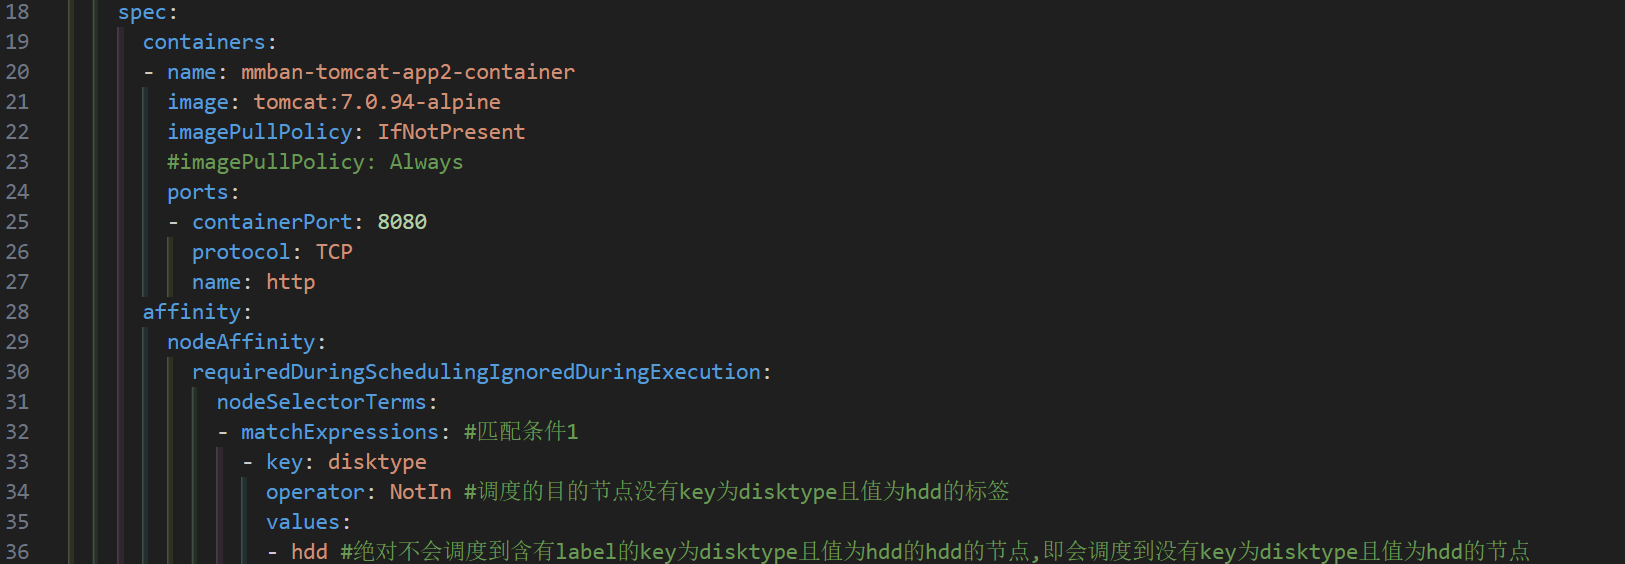 18 spec:
19 containers:
20 - name: mmban-tomcat-app2-container
21 image: tomcat:7.0.94-alpine
22 imagePullPolicy: IfNotPresent
23 #imagePullPolicy: Always
24 ports:
25 - containerPort: 8080
26 protocol: TCP
27 name: http
28 affinity:
29 nodeAffinity:
30 requiredDuringSchedulingIgnoredDuringExecution:
31 nodeSelectorTerms:
32 - matchExpressions: #匹配条件1
33 - key: disktype
34 operator: NotIn #调度的目的节点没有key为disktype且值为hdd的标签
35 values:
36 - hdd #绝对不会调度到含有label的key为disktype且值为hdd的hdd的节点,即会调度到没有key为disktype且值为hdd的节点